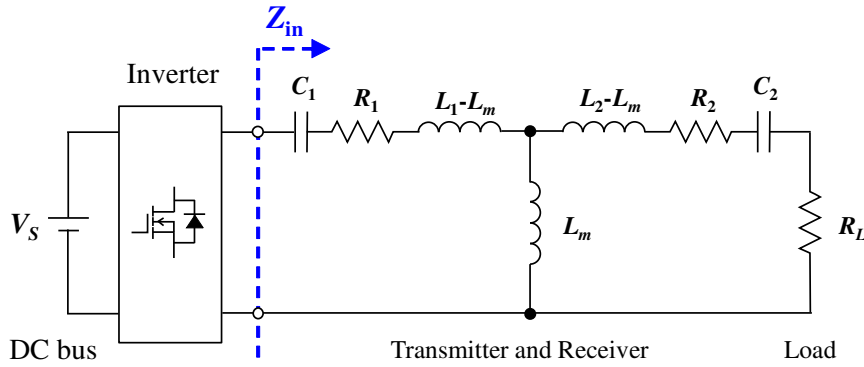 Z_in
Inverter
C_1
R_1
L_1-L_m
L_2-L_m
R_2
C_2
V_S
L_m
R_L
DC bus
Transmitter and Receiver
Load